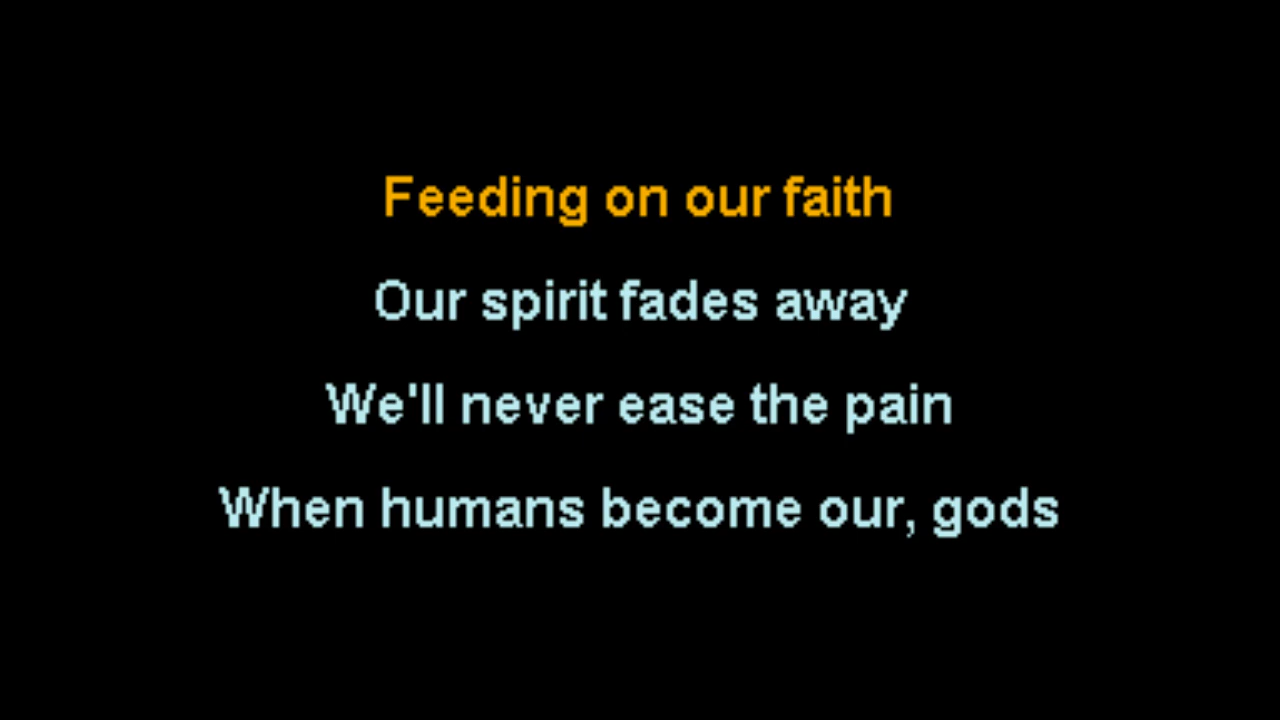 Feeding on our faith
Our spirit fades away
We'll never ease the pain
When humans become our, gods